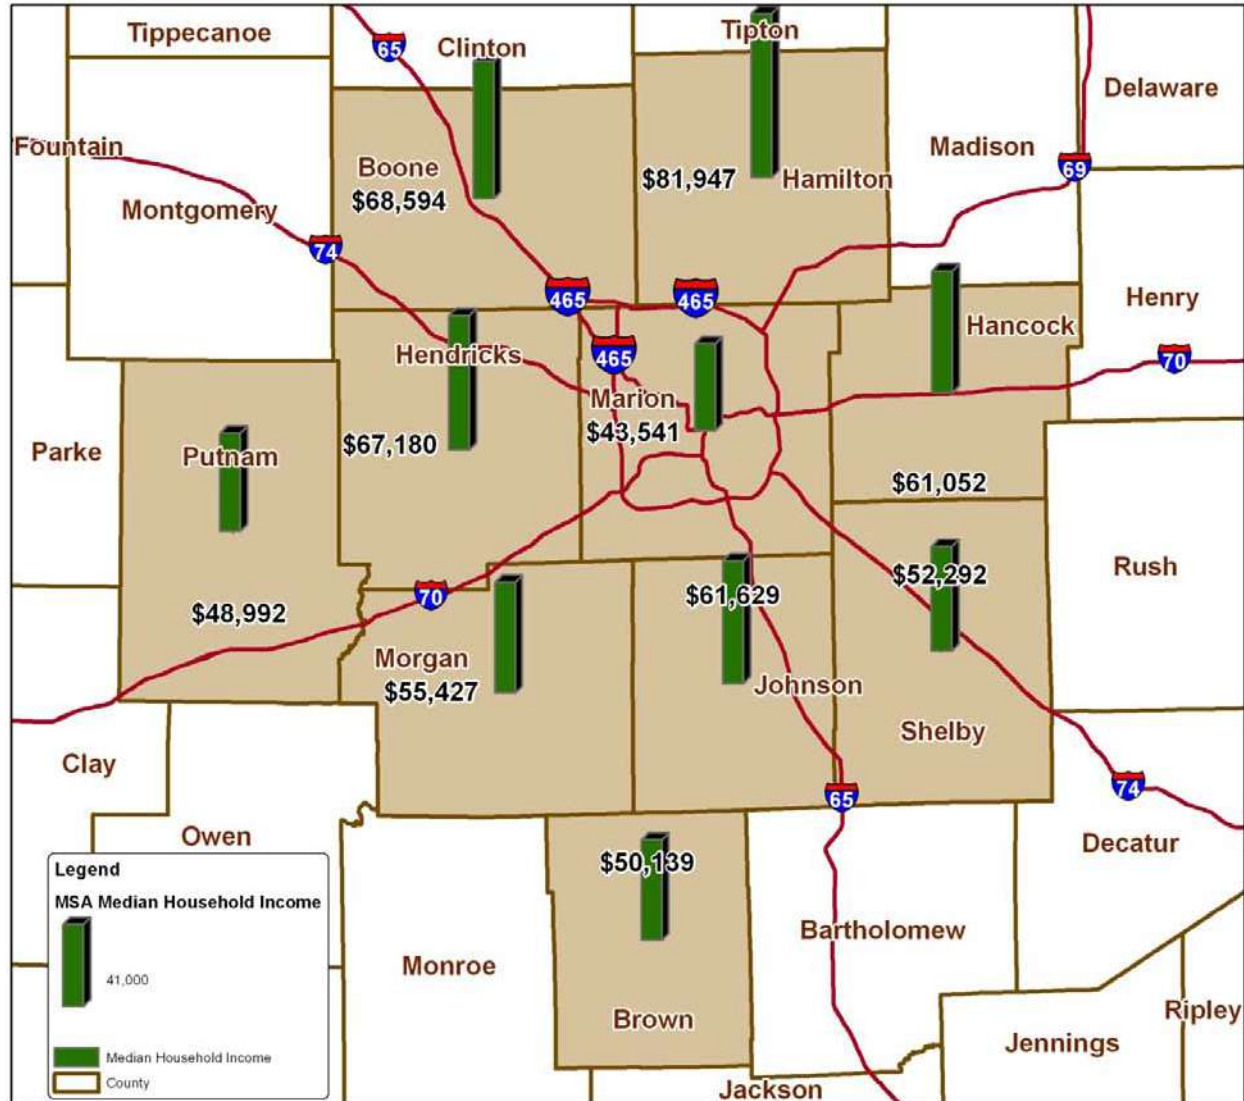 Tippecanoe
65
Clinton
Tipton
Delaware
Fountain
Boone
$68,594
$81,947
Hamilton
Madison
69
Montgomery
74
465
465
Henry
Hancock
70
Hendricks
465
Marion
$43,541
$67,180
Parke
Putnam
$61,052
$48,992
70
$61,629
$52,292
Rush
Morgan
$55,427
Johnson
Shelby
Clay
65
74
Owen
Decatur
$50,139
Legend
MSA Median Household Income
41,000
Median Household Income
County
Monroe
Bartholomew
Brown
Ripley
Jennings
Jackson